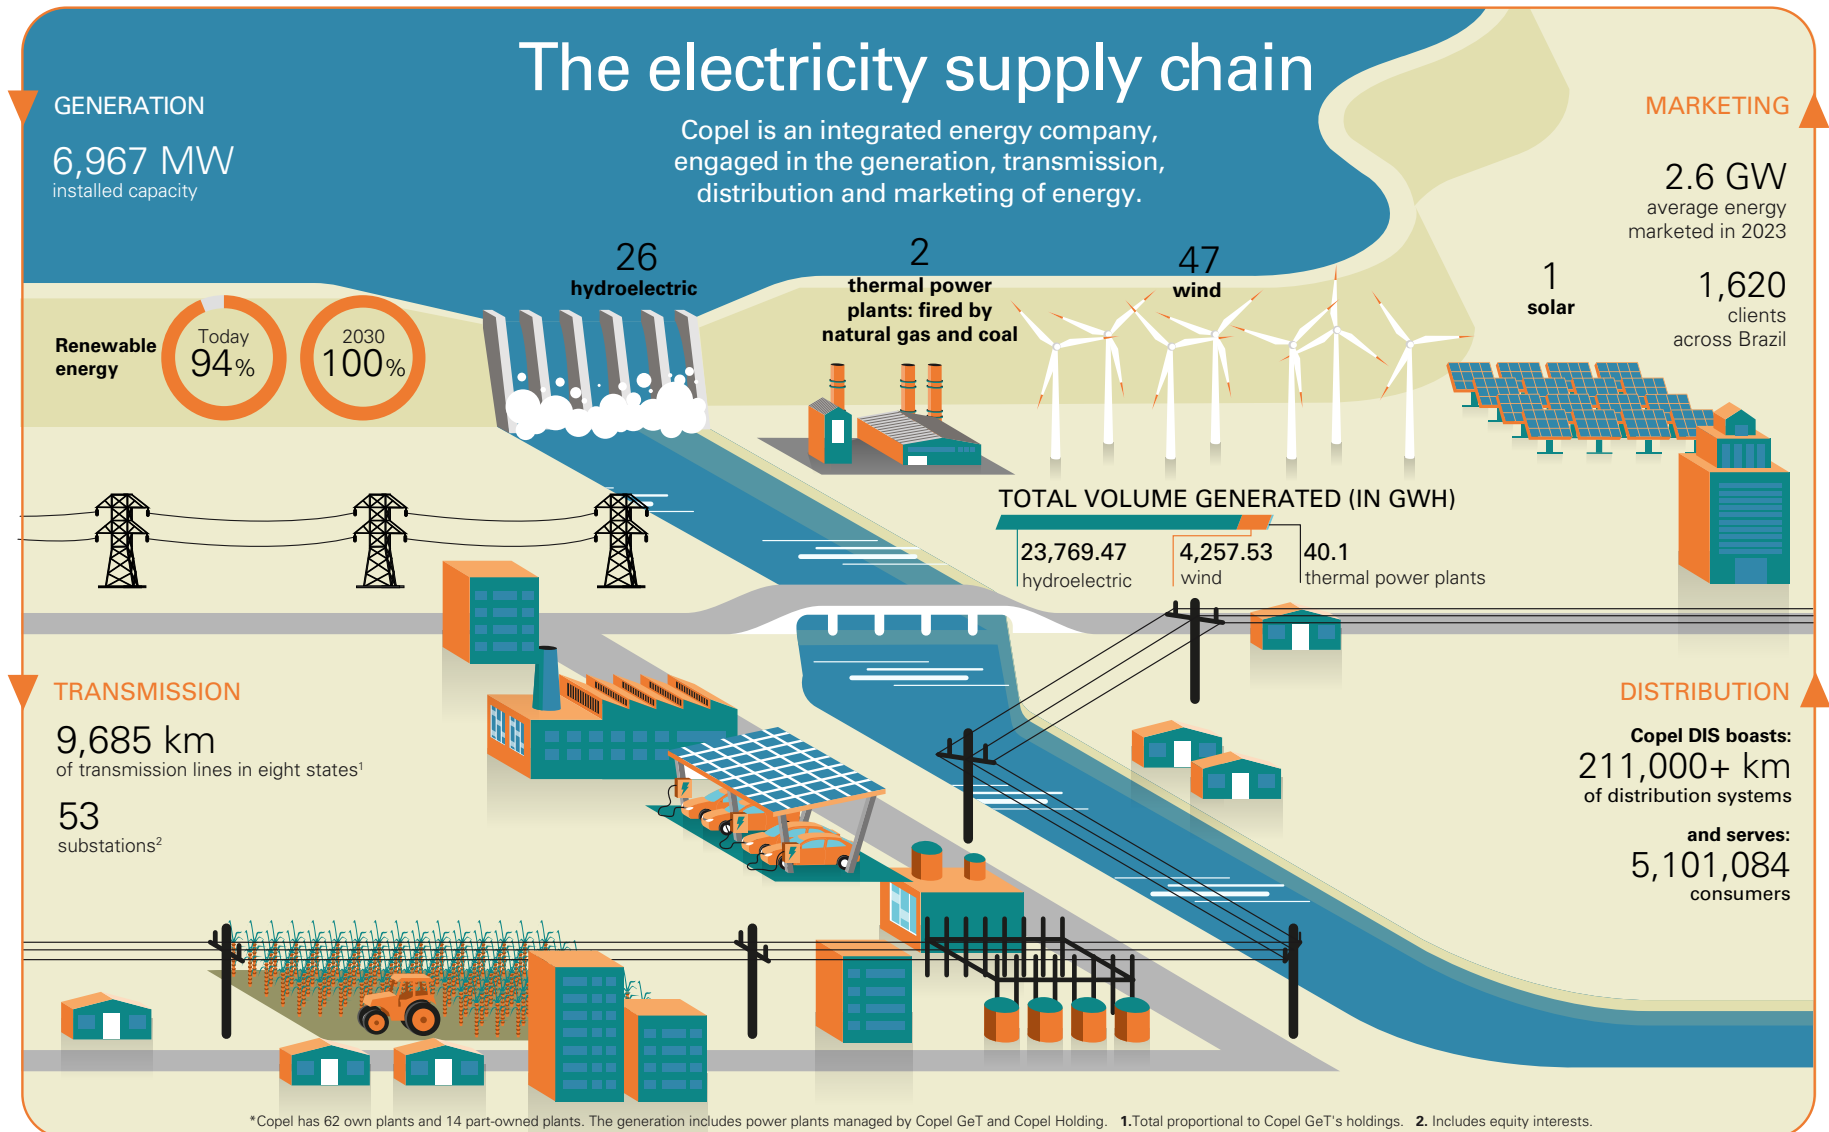 The electricity supply chain
Copel is an integrated energy company,
engaged in the generation, transmission,
distribution and marketing of energy.
GENERATION
6,967 MW
installed capacity
MARKETING
2.6 GW
average energy
marketed in 2023
1,620
clients
across Brazil
26
hydroelectric
2
thermal power
plants: fired by
natural gas and coal
47
wind
1
solar
Renewable
energy
Today
94%
2030
100%
TOTAL VOLUME GENERATED (IN GWH)
23,769.47
hydroelectric
4,257.53
wind
40.1
thermal power plants
TRANSMISSION
9,685 km
of transmission lines in eight states¹
53
substations²
DISTRIBUTION
Copel DIS boasts:
211,000+ km
of distribution systems
and serves:
5,101,084
consumers
*Copel has 62 own plants and 14 part-owned plants. The generation includes power plants managed by Copel GeT and Copel Holding. 1.Total proportional to Copel GeT's holdings. 2. Includes equity interests.